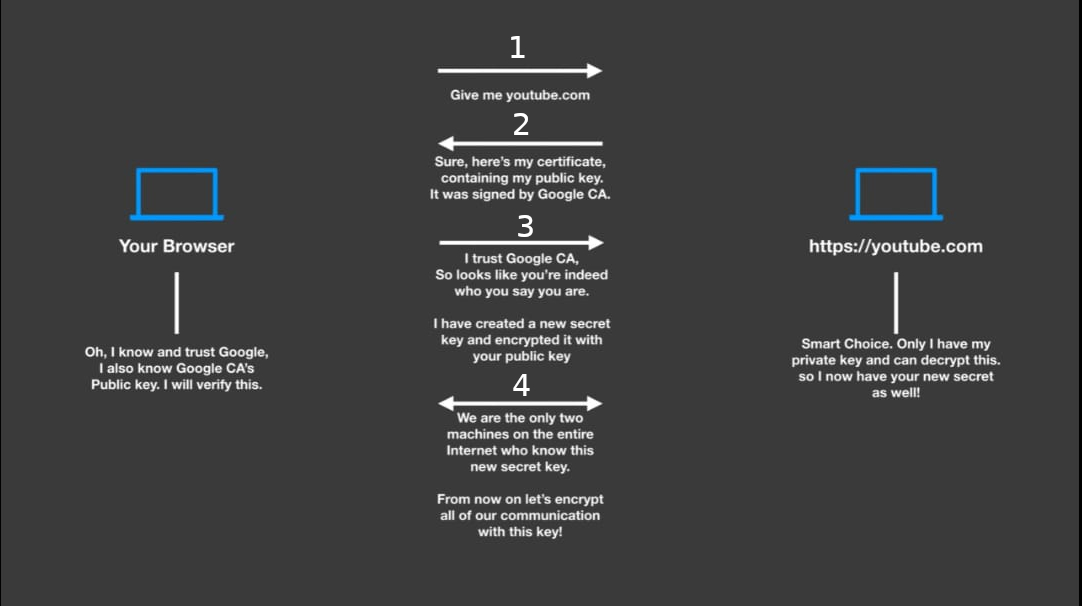 1
Give me youtube.com
2
Sure, here's my certificate,
containing my public key.
It was signed by Google CA.
Your Browser
Oh, I know and trust Google,
I also know Google CA's
Public key. I will verify this.
3
I trust Google CA,
So looks like you're indeed
who you say you are.
I have created a new secret
key and encrypted it with
your public key
https://youtube.com
Smart Choice. Only I have my
private key and can decrypt this.
so I now have your new secret
as well!
4
We are the only two
machines on the entire
Internet who know this
new secret key.
From now on let's encrypt
all of our communication
with this key!